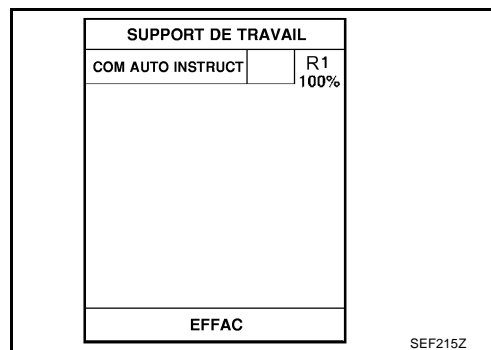 SUPPORT DE TRAVAIL
COM AUTO INSTRUCT
R1
100%
EFFAC
SEF215Z